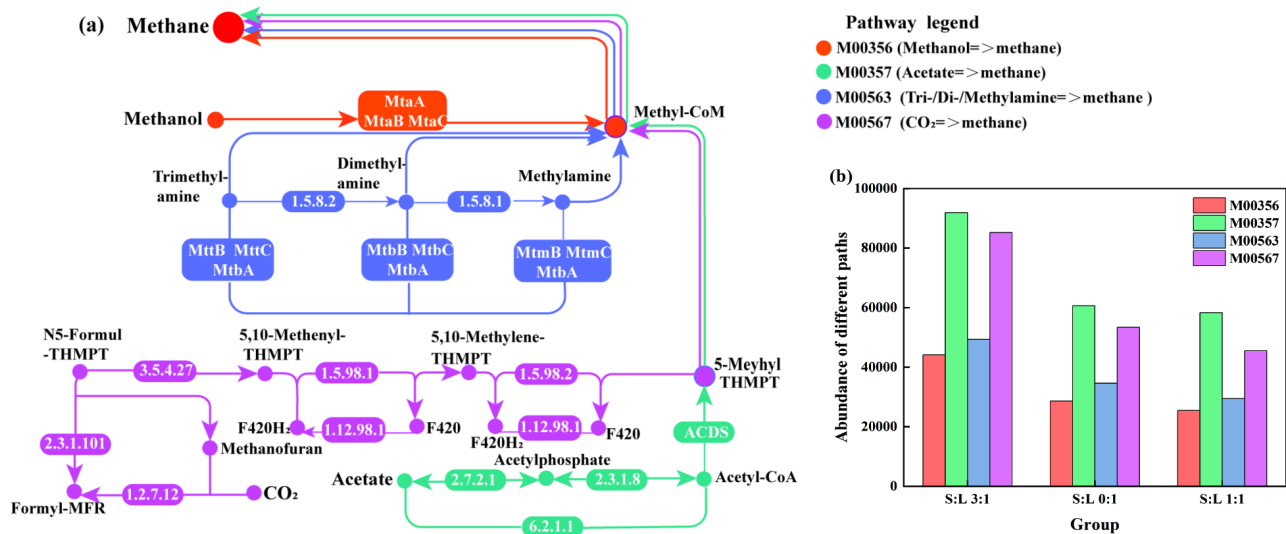 (a)
Methane
Methanol
MtaA
MtaB MtaC
Methyl-CoM
Trimethyl-
amine
1.5.8.2
Dimethyl
amine
1.5.8.1
Methylamine
MttB MttC
MtbA
MtbB MtbC
MtbA
MtmB MtmC
MtbA
N5-Formul
-THMPT
3.5.4.27
5,10-Methenyl-
THMPT
1.5.98.1
5,10-Methylene-
THMPT
1.5.98.2
5-Meyhyl
THMPT
F420H₂
1.12.98.1
F420
F420H₂
1.12.98.1
F420
2.3.1.101
Methanofuran
ACDS
Formyl-MFR
1.2.7.12
CO₂
Acetate
2.7.2.1
Acetylphosphate
2.3.1.8
Acetyl-CoA
6.2.1.1
Pathway legend
M00356 (Methanol=>methane)
M00357 (Acetate=>methane)
M00563 (Tri-/Di-/Methylamine=>methane )
M00567 (CO₂=>methane)
(b)
100000
80000
60000
40000
20000
0
Abundance of different paths
M00356
M00357
M00563
M00567
S:L 3:1
S:L 0:1
S:L 1:1
Group